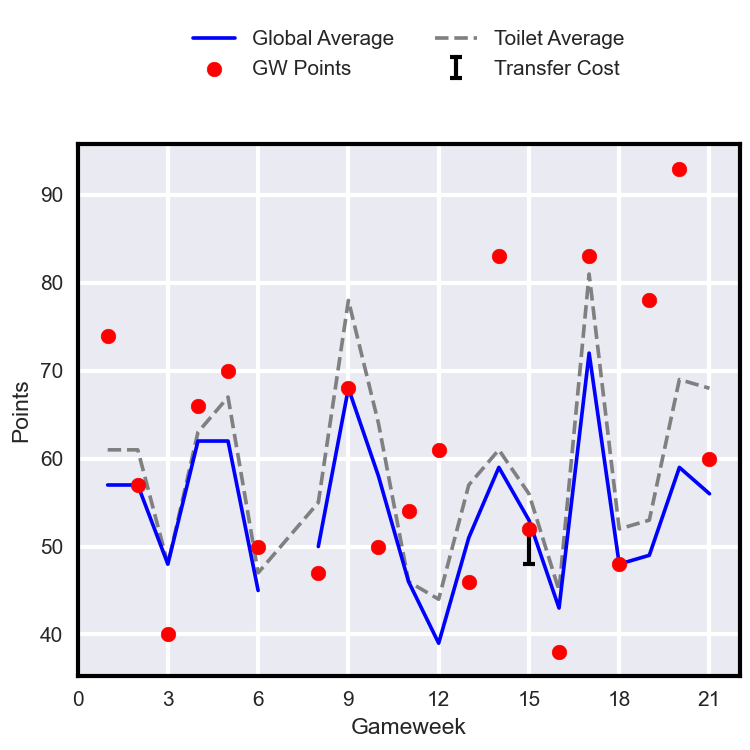 Global Average
Toilet Average
GW Points
Transfer Cost
90
80
70
60
50
40
Points
0 3 6 9 12 15 18 21
Gameweek